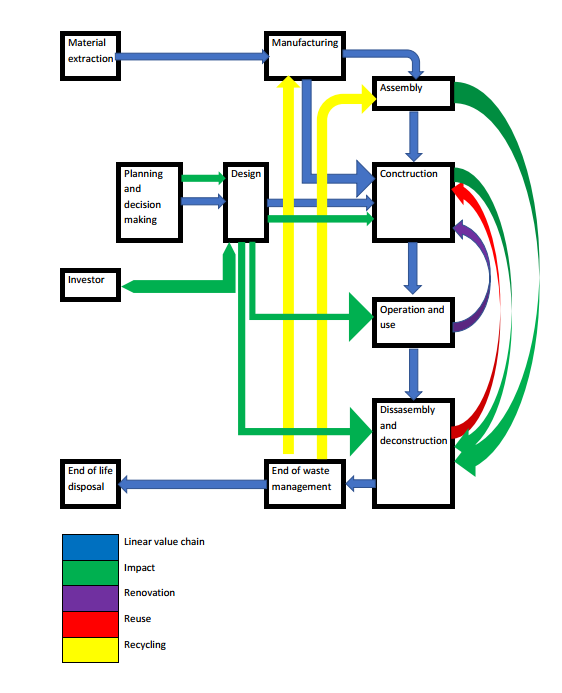 Material
extraction
Manufacturing
Assembly
Planning
and
decision
making
Design
Conctruction
Investor
Operation and
use
Dissasembly
and
deconstruction
End of life
disposal
End of waste
management
Linear value chain
Impact
Renovation
Reuse
Recycling